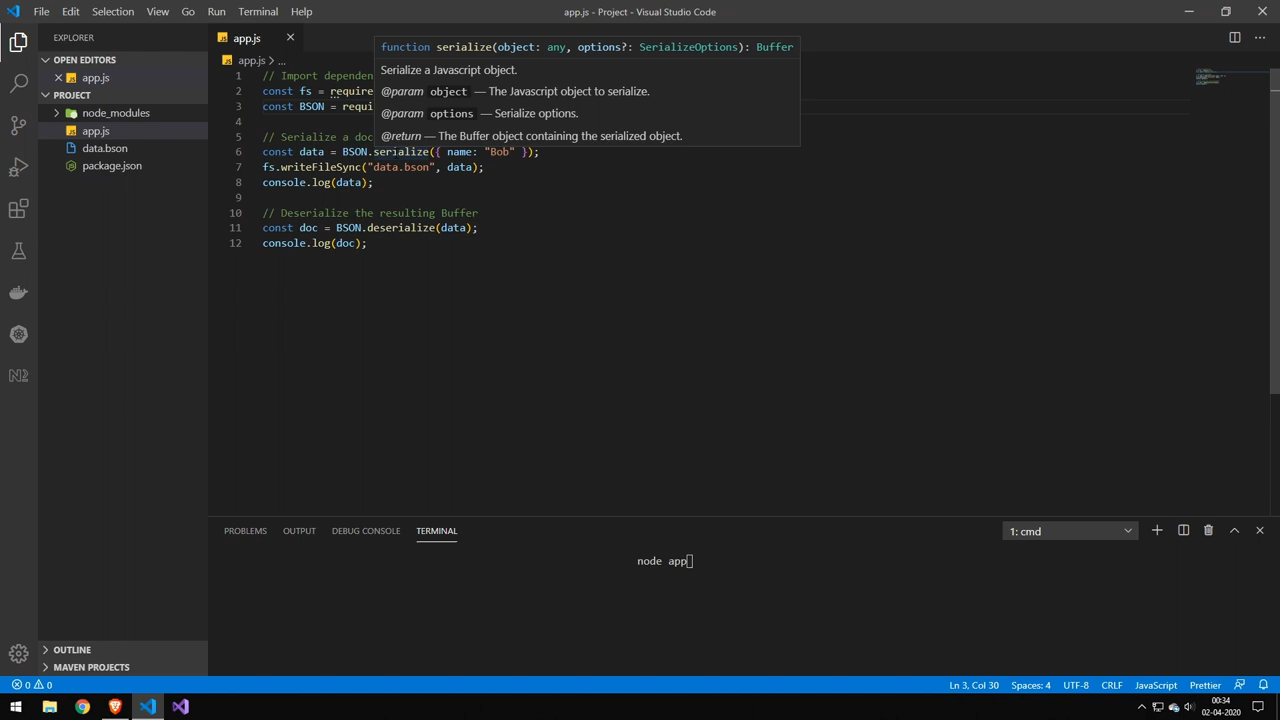 File Edit Selection View Go Run Terminal Help
app.js - Project - Visual Studio Code
EXPLORER
OPEN EDITORS
app.js
PROJECT
node_modules
app.js
data.bson
package.json
OUTLINE
MAVEN PROJECTS
app.js
app.js > ...
function serialize(object: any, options?: SerializeOptions): Buffer
Serialize a Javascript object.
@param object — The Javascript object to serialize.
@param options — Serialize options.
@return — The Buffer object containing the serialized object.
1 // Import dependen
2 const fs = require
3 const BSON = requi
4
5 // Serialize a doc
6 const data = BSON.serialize({ name: "Bob" });
7 fs.writeFileSync("data.bson", data);
8 console.log(data);
9
10 // Deserialize the resulting Buffer
11 const doc = BSON.deserialize(data);
12 console.log(doc);
PROBLEMS OUTPUT DEBUG CONSOLE TERMINAL
1: cmd
node app
0 0
Ln 3, Col 30 Spaces: 4 UTF-8 CRLF JavaScript Prettier
00:34
02-04-2020